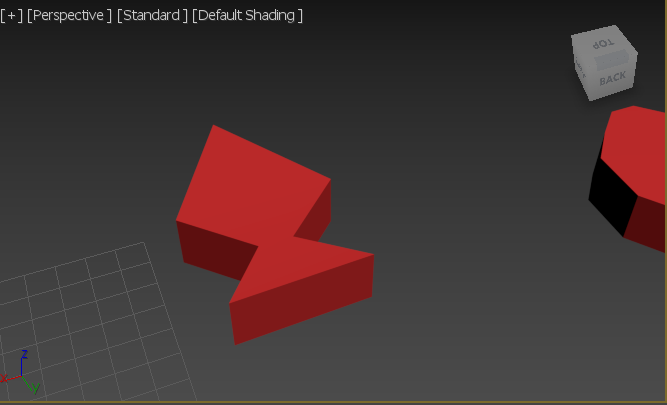 [+] [Perspective ] [Standard ] [Default Shading ]
TOP
BACK
z
x
y